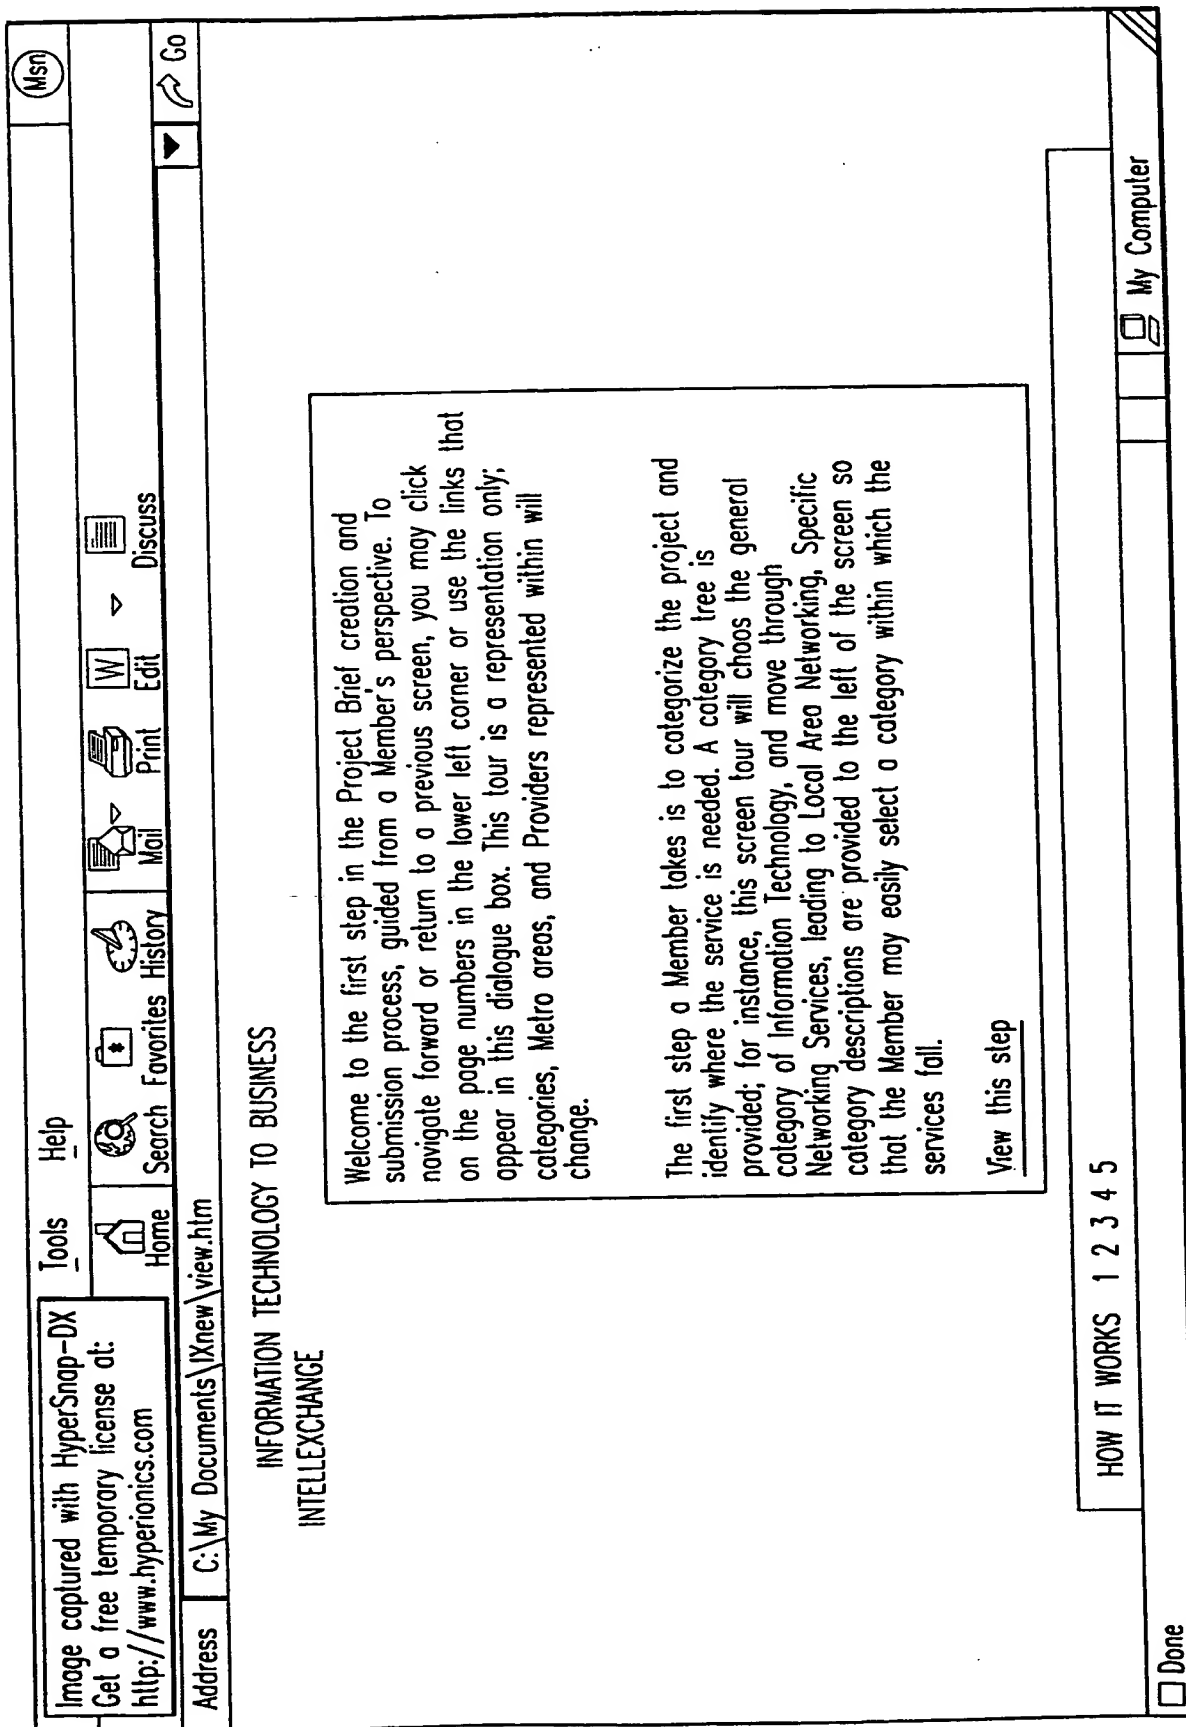 Image captured with HyperSnap-DX
Get a free temporary license at:
http://www.hyperionics.com
Tools Help
Msn
Home Search Favorites History Mail Print Edit Discuss
W
Address C:\My Documents\IXnew\view.htm Go
INFORMATION TECHNOLOGY TO BUSINESS
INTELLEXCHANGE
Welcome to the first step in the Project Brief creation and
submission process, guided from a Member's perspective. To
navigate forward or return to a previous screen, you may click
on the page numbers in the lower left corner or use the links that
appear in this dialogue box. This tour is a representation only;
categories, Metro areas, and Providers represented within will
change.
The first step a Member takes is to categorize the project and
identify where the service is needed. A category tree is
provided; for instance, this screen tour will choos the general
category of Information Technology, and move through
Networking Services, leading to Local Area Networking, Specific
category descriptions are provided to the left of the screen so
that the Member may easily select a category within which the
services fall.
View this step
HOW IT WORKS 1 2 3 4 5
Done
My Computer